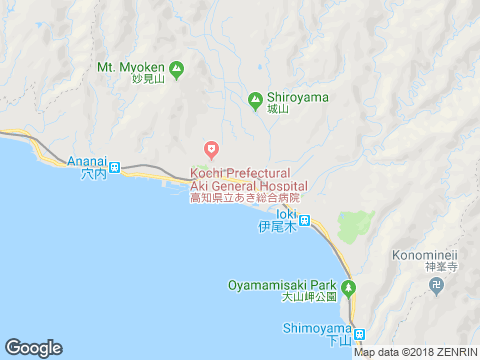 Mt. Myoken
妙見山
Shiroyama
城山
Ananai
穴内
Kochi Prefectural
Aki General Hospital
高知県立あき総合病院
Ioki
伊尾木
Konomineji
神峯寺
Oyamamisaki Park
大山岬公園
Shimoyama
下山
Google
Map data ©2018 ZENRIN